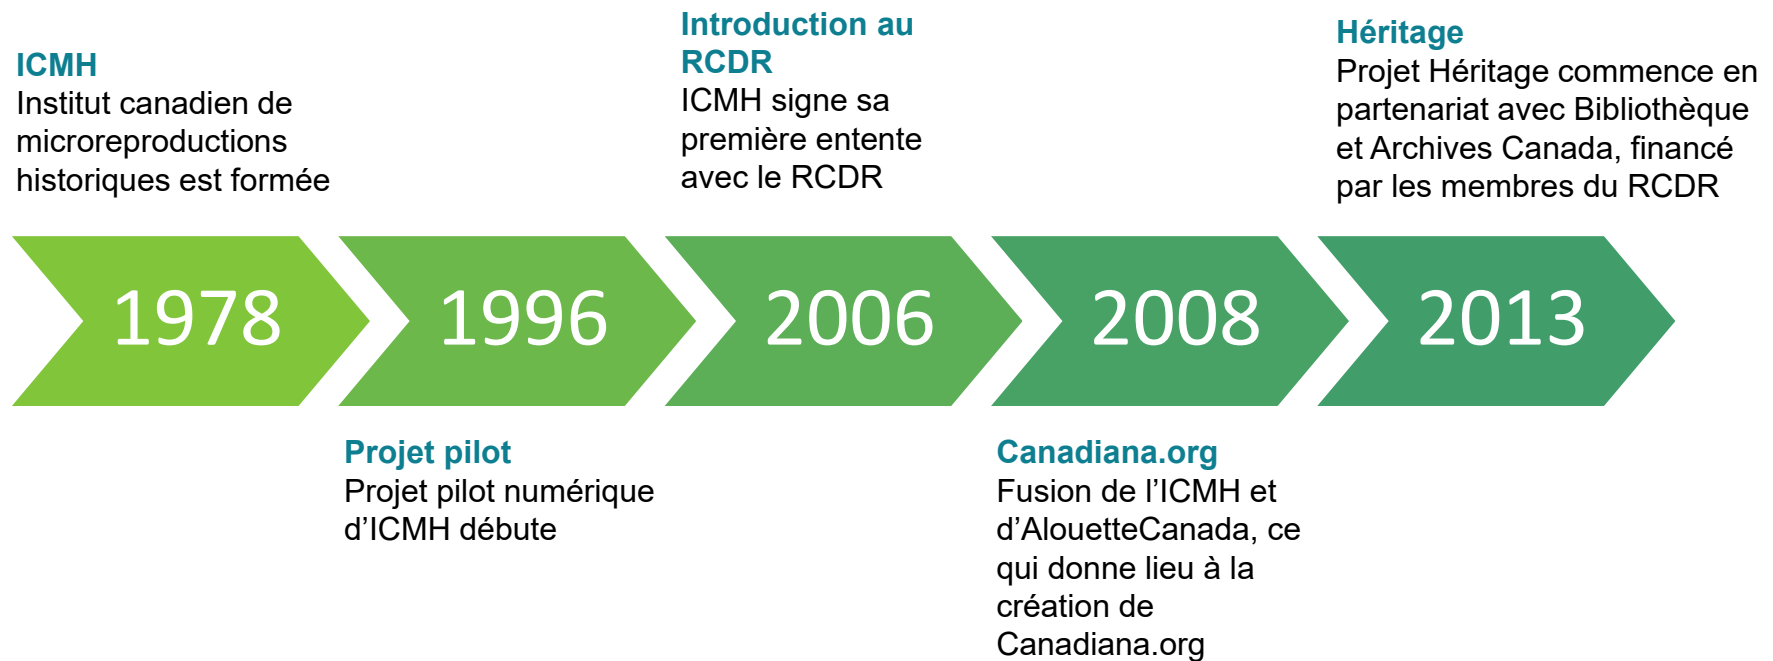 ICMH
Institut canadien de
microreproductions
historiques est formée
Introduction au
RCDR
ICMH signe sa
première entente
avec le RCDR
Héritage
Projet Héritage commence en
partenariat avec Bibliothèque
et Archives Canada, financé
par les membres du RCDR
1978
1996
2006
2008
2013
Projet pilot
Projet pilot numérique
d’ICMH débute
Canadiana.org
Fusion de l’ICMH et
d’AlouetteCanada, ce
qui donne lieu à la
création de
Canadiana.org